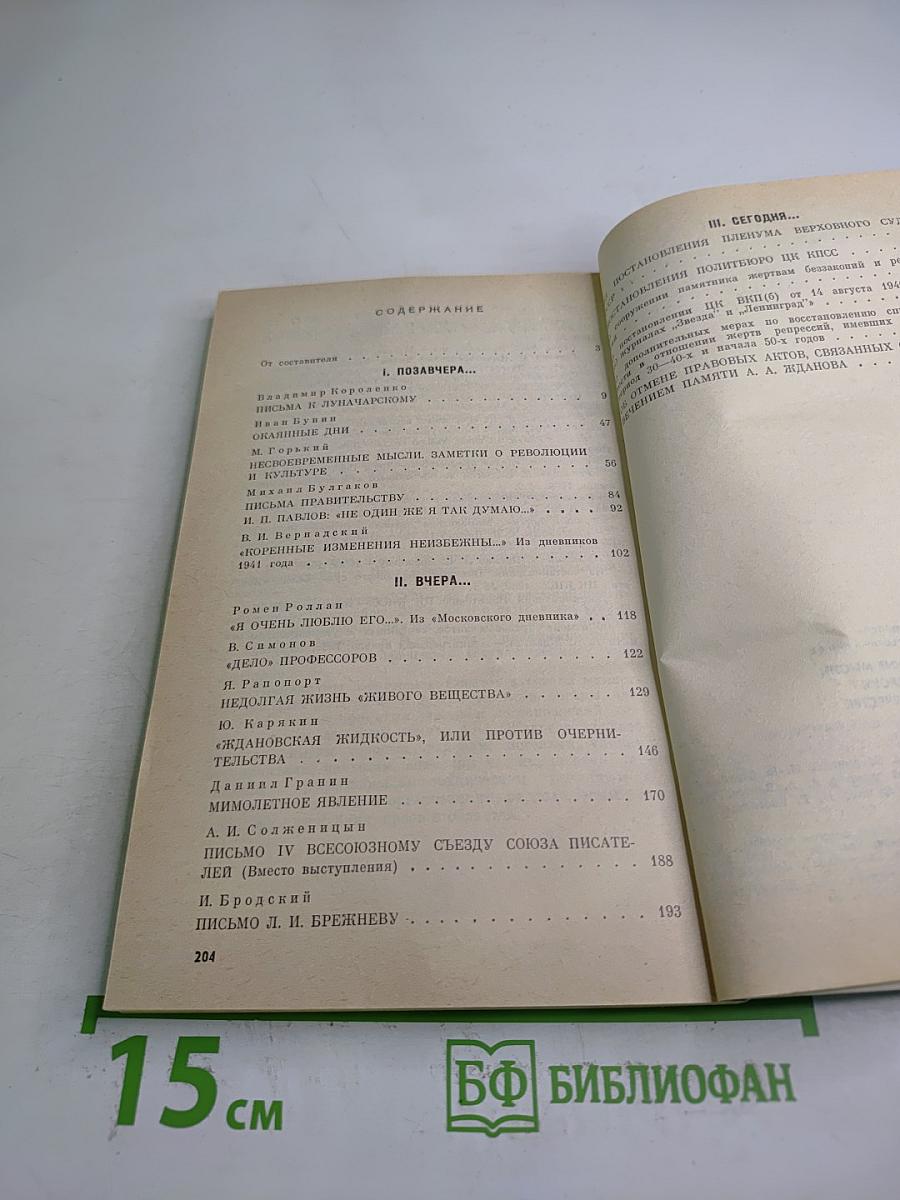 СОДЕРЖАНИЕ
От составителя . . . . . . . . . . . . . . 3
I. ПОЗАВЧЕРА...
Владимир Короленко
ПИСЬМА К ЛУНАЧАРСКОМУ . . . . . . . . . . 9
Иван Бунин
ОКАЯННЫЕ ДНИ . . . . . . . . . . . . . . 47
М. Горький
НЕСВОЕВРЕМЕННЫЕ МЫСЛИ. ЗАМЕТКИ О РЕВОЛЮЦИИ
И КУЛЬТУРЕ . . . . . . . . . . . . . . 56
Михаил Булгаков
ПИСЬМА ПРАВИТЕЛЬСТВУ . . . . . . . . . . 84
И. П. ПАВЛОВ: «НЕ ОДИН ЖЕ Я ТАК ДУМАЮ...» . . . . 92
В. И. Вернадский
«КОРЕННЫЕ ИЗМЕНЕНИЯ НЕИЗБЕЖНЫ...» Из дневников
1941 года . . . . . . . . . . . . . . . 102
II. ВЧЕРА...
Ромен Роллан
«Я ОЧЕНЬ ЛЮБЛЮ ЕГО...». Из «Московского дневника» . . 118
В. Симонов
«ДЕЛО» ПРОФЕССОРОВ . . . . . . . . . . . . 122
Я. Рапопорт
НЕДОЛГАЯ ЖИЗНЬ «ЖИВОГО ВЕЩЕСТВА» . . . . . . 129
Ю. Карякин
«ЖДАНОВСКАЯ ЖИДКОСТЬ», ИЛИ ПРОТИВ ОЧЕРНИ-
ТЕЛЬСТВА . . . . . . . . . . . . . . . 146
Даниил Гранин
МИМОЛЕТНОЕ ЯВЛЕНИЕ . . . . . . . . . . . 170
А. И. Солженицын
ПИСЬМО IV ВСЕСОЮЗНОМУ СЪЕЗДУ СОЮЗА ПИСАТЕ-
ЛЕЙ (Вместо выступления) . . . . . . . . . . 188
И. Бродский
ПИСЬМО Л. И. БРЕЖНЕВУ . . . . . . . . . . . 193
204
III. СЕГОДНЯ...
ПОСТАНОВЛЕНИЯ ПЛЕНУМА ВЕРХОВНОГО
ПОЛИТБЮРО ЦК КПСС . . .
сооружении памятника жертвам беззаконий и
постановлении ЦК ВКП(б) от 14 августа
журналах „Звезда" и „Ленинград"»
дополнительных мерах по восстановлению
в отношении жертв репрессий, имевших
30—40-х и начала 50-х годов . . .
ОТМЕНЕ ПРАВОВЫХ АКТОВ, СВЯЗАННЫХ С
ПАМЯТИ А. А. ЖДАНОВА . . . .
15 см
БФ БИБЛИОФАН